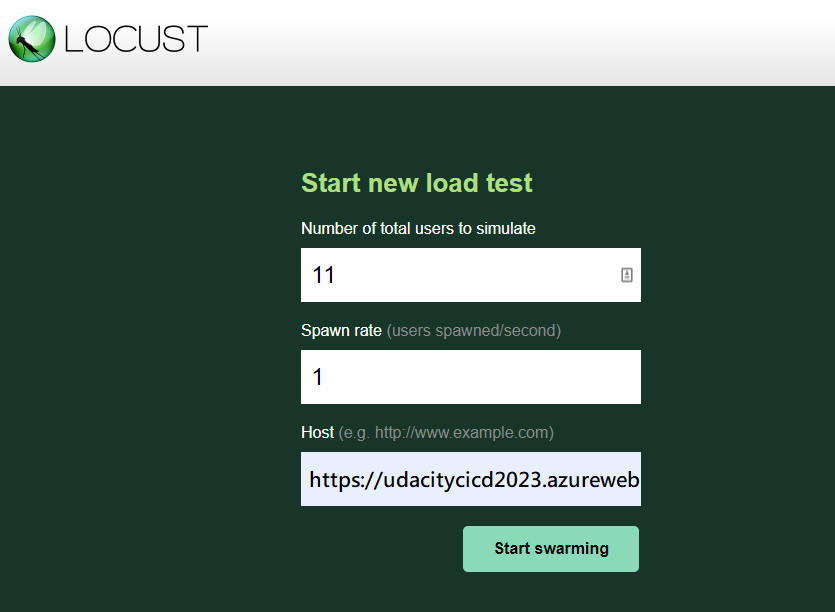 LOCUST
Start new load test
Number of total users to simulate
11
Spawn rate (users spawned/second)
1
Host (e.g. http://www.example.com)
https://udacitycicd2023.azureweb
Start swarming